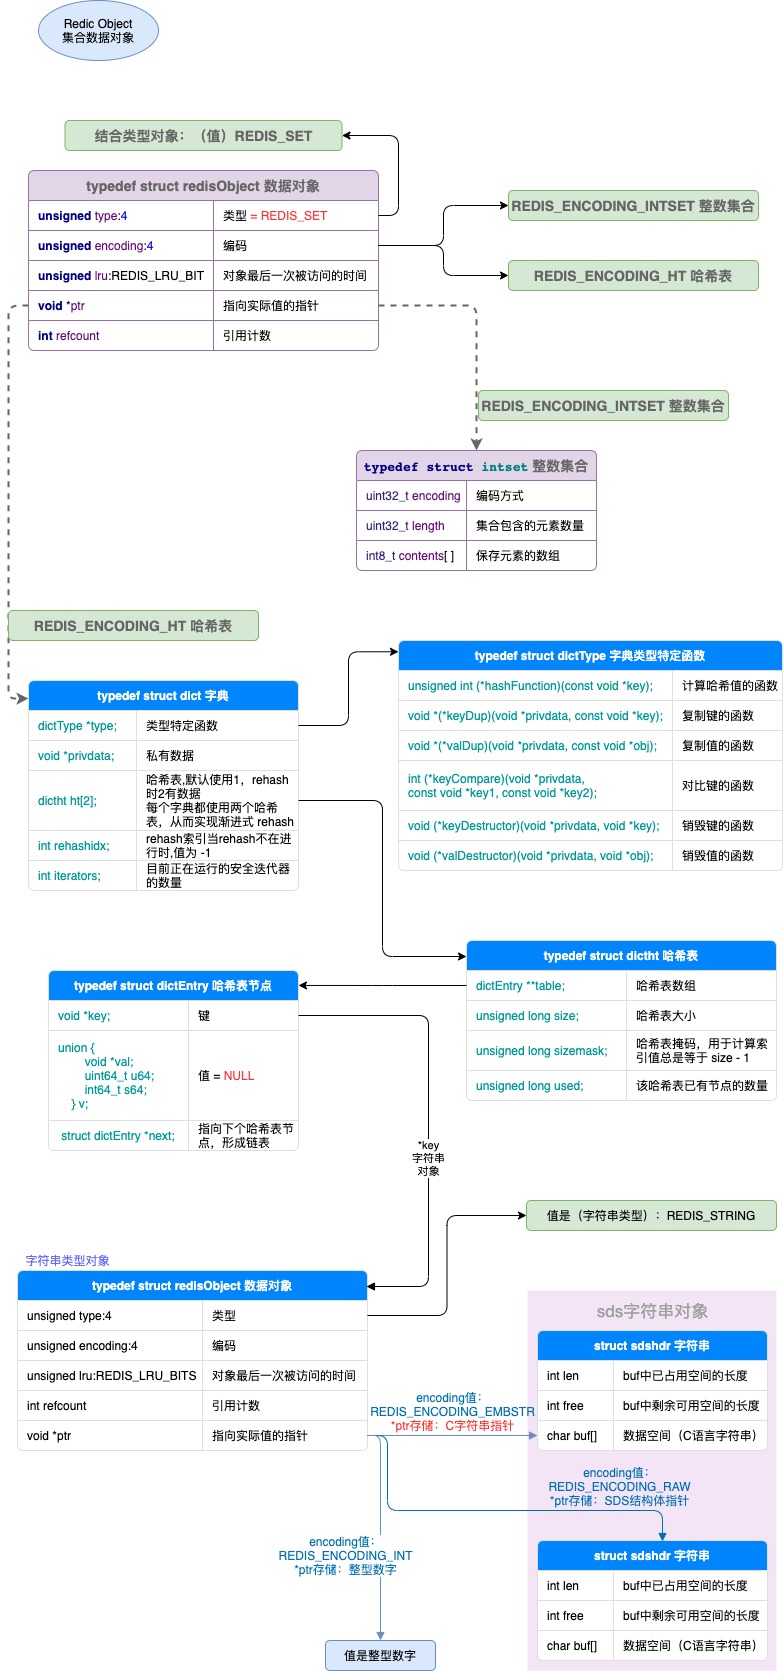 Redic Object
集合数据对象
结合类型对象：（值）REDIS_SET
typedef struct redisObject 数据对象
unsigned type:4
类型 = REDIS_SET
unsigned encoding:4
编码
unsigned lru:REDIS_LRU_BIT
对象最后一次被访问的时间
void *ptr
指向实际值的指针
int refcount
引用计数
REDIS_ENCODING_INTSET 整数集合
REDIS_ENCODING_HT 哈希表
REDIS_ENCODING_INTSET 整数集合
typedef struct intset 整数集合
uint32_t encoding
编码方式
uint32_t length
集合包含的元素数量
int8_t contents[ ]
保存元素的数组
REDIS_ENCODING_HT 哈希表
typedef struct dict 字典
dictType *type;
类型特定函数
void *privdata;
私有数据
dictht ht[2];
哈希表,默认使用1，rehash
时2有数据
每个字典都使用两个哈希
表，从而实现渐进式 rehash
int rehashidx;
rehash索引当rehash不在进
行时,值为 -1
int iterators;
目前正在运行的安全迭代器
的数量
typedef struct dictType 字典类型特定函数
unsigned int (*hashFunction)(const void *key);
计算哈希值的函数
void *(*keyDup)(void *privdata, const void *key);
复制键的函数
void *(*valDup)(void *privdata, const void *obj);
复制值的函数
int (*keyCompare)(void *privdata,
const void *key1, const void *key2);
对比键的函数
void (*keyDestructor)(void *privdata, void *key);
销毁键的函数
void (*valDestructor)(void *privdata, void *obj);
销毁值的函数
typedef struct dictht 哈希表
dictEntry **table;
哈希表数组
unsigned long size;
哈希表大小
unsigned long sizemask;
哈希表掩码，用于计算索
引值总是等于 size - 1
unsigned long used;
该哈希表已有节点的数量
typedef struct dictEntry 哈希表节点
void *key;
键
union {
void *val;
uint64_t u64;
int64_t s64;
} v;
值 = NULL
struct dictEntry *next;
指向下个哈希表节
点，形成链表
*key
字符串
对象
值是（字符串类型）：REDIS_STRING
字符串类型对象
typedef struct redisObject 数据对象
unsigned type:4
类型
unsigned encoding:4
编码
unsigned lru:REDIS_LRU_BITS
对象最后一次被访问的时间
int refcount
引用计数
void *ptr
指向实际值的指针
encoding值：
REDIS_ENCODING_EMBSTR
*ptr存储：C字符串指针
sds字符串对象
struct sdshdr 字符串
int len
buf中已占用空间的长度
int free
buf中剩余可用空间的长度
char buf[]
数据空间（C语言字符串）
encoding值：
REDIS_ENCODING_RAW
*ptr存储：SDS结构体指针
encoding值：
REDIS_ENCODING_INT
*ptr存储：整型数字
struct sdshdr 字符串
int len
buf中已占用空间的长度
int free
buf中剩余可用空间的长度
char buf[]
数据空间（C语言字符串）
值是整型数字